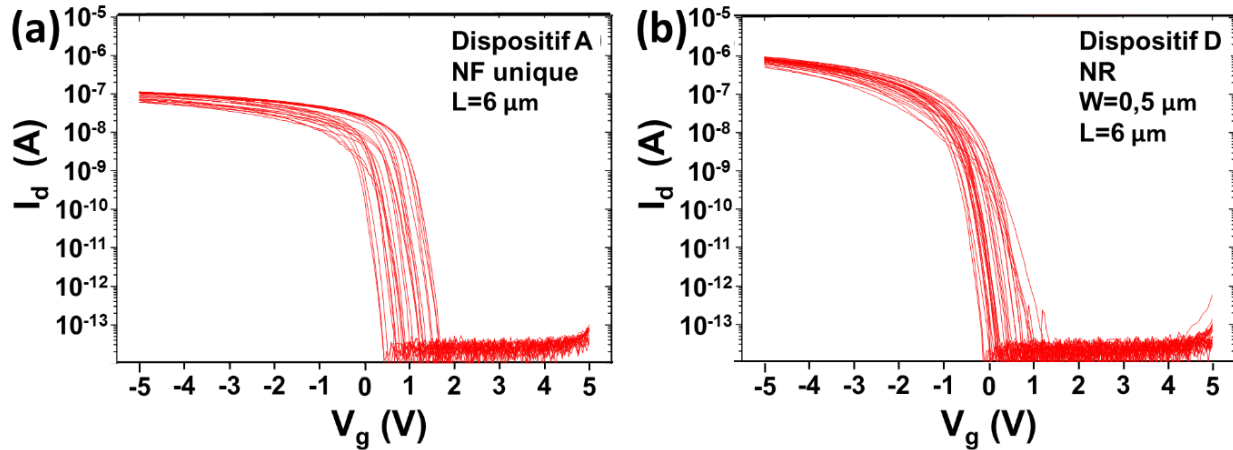 (a)
10⁻⁵
10⁻⁶
10⁻⁷
10⁻⁸
10⁻⁹
10⁻¹⁰
10⁻¹¹
10⁻¹²
10⁻¹³
I_d (A)
Dispositif A (
NF unique
L=6 µm
-5 -4 -3 -2 -1 0 1 2 3 4 5
V_g (V)
(b)
10⁻⁵
10⁻⁶
10⁻⁷
10⁻⁸
10⁻⁹
10⁻¹⁰
10⁻¹¹
10⁻¹²
10⁻¹³
I_d (A)
Dispositif D
NR
W=0,5 µm
L=6 µm
-5 -4 -3 -2 -1 0 1 2 3 4 5
V_g (V)